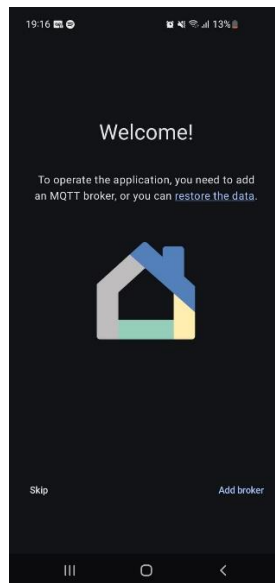 19:16
13%
Welcome!
To operate the application, you need to add
an MQTT broker, or you can restore the data.
Skip
Add broker